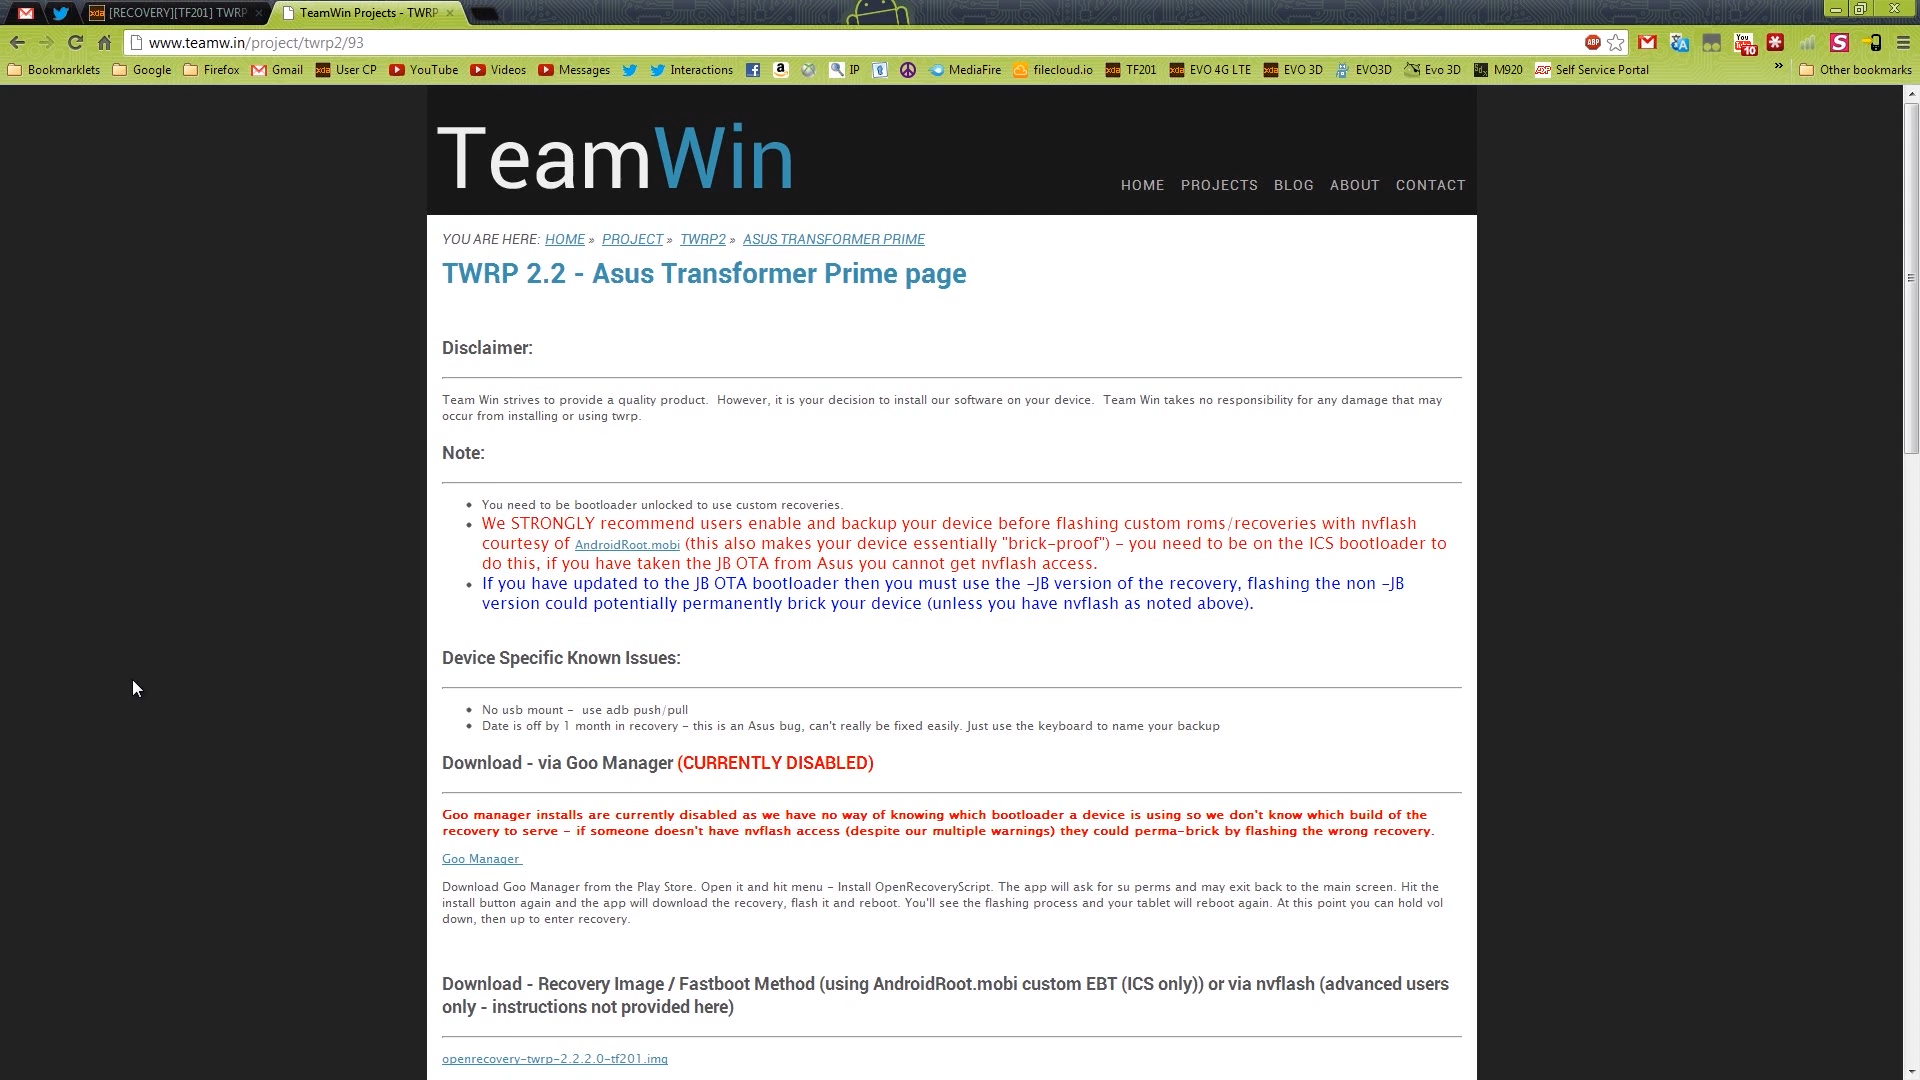 [RECOVERY][TF201] TWRP
TeamWin Projects - TWRP
www.teamw.in/project/twrp2/93
ABP
You
10
S
Bookmarklets
Google
Firefox
Gmail
xda
User CP
YouTube
Videos
Messages
Interactions
IP
MediaFire
filecloud.io
xda
TF201
xda
EVO 4G LTE
xda
EVO 3D
EVO3D
Evo 3D
M920
ADP
Self Service Portal
»
Other bookmarks
TeamWin
HOME PROJECTS BLOG ABOUT CONTACT
YOU ARE HERE: HOME » PROJECT » TWRP2 » ASUS TRANSFORMER PRIME
TWRP 2.2 - Asus Transformer Prime page
Disclaimer:
Team Win strives to provide a quality product. However, it is your decision to install our software on your device. Team Win takes no responsibility for any damage that may
occur from installing or using twrp.
Note:
• You need to be bootloader unlocked to use custom recoveries.
• We STRONGLY recommend users enable and backup your device before flashing custom roms/recoveries with nvflash
courtesy of AndroidRoot.mobi (this also makes your device essentially "brick-proof") - you need to be on the ICS bootloader to
do this, if you have taken the JB OTA from Asus you cannot get nvflash access.
• If you have updated to the JB OTA bootloader then you must use the -JB version of the recovery, flashing the non -JB
version could potentially permanently brick your device (unless you have nvflash as noted above).
Device Specific Known Issues:
• No usb mount - use adb push/pull
• Date is off by 1 month in recovery - this is an Asus bug, can't really be fixed easily. Just use the keyboard to name your backup
Download - via Goo Manager (CURRENTLY DISABLED)
Goo manager installs are currently disabled as we have no way of knowing which bootloader a device is using so we don't know which build of the
recovery to serve - if someone doesn't have nvflash access (despite our multiple warnings) they could perma-brick by flashing the wrong recovery.
Goo Manager
Download Goo Manager from the Play Store. Open it and hit menu - Install OpenRecoveryScript. The app will ask for su perms and may exit back to the main screen. Hit the
install button again and the app will download the recovery, flash it and reboot. You'll see the flashing process and your tablet will reboot again. At this point you can hold vol
down, then up to enter recovery.
Download - Recovery Image / Fastboot Method (using AndroidRoot.mobi custom EBT (ICS only)) or via nvflash (advanced users
only - instructions not provided here)
openrecovery-twrp-2.2.2.0-tf201.img